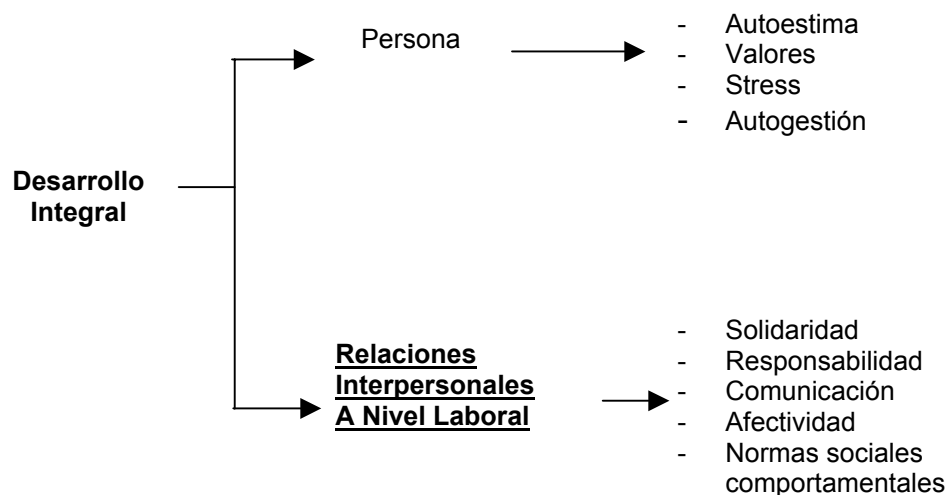 Persona
- Autoestima
- Valores
- Stress
- Autogestión
Desarrollo
Integral
Relaciones
Interpersonales
A Nivel Laboral
- Solidaridad
- Responsabilidad
- Comunicación
- Afectividad
- Normas sociales
comportamentales